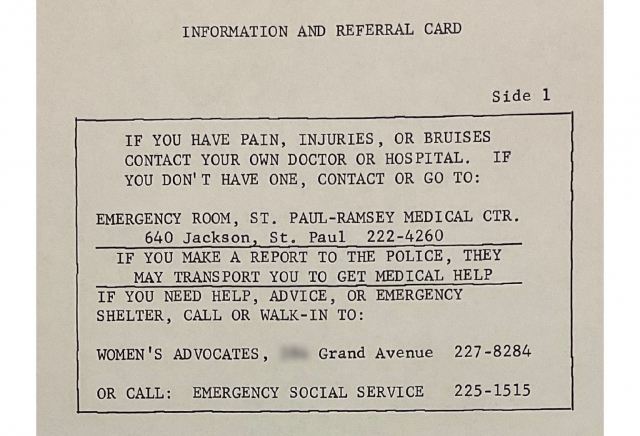 INFORMATION AND REFERRAL CARD
Side 1
IF YOU HAVE PAIN, INJURIES, OR BRUISES
CONTACT YOUR OWN DOCTOR OR HOSPITAL. IF
YOU DON'T HAVE ONE, CONTACT OR GO TO:
EMERGENCY ROOM, ST. PAUL-RAMSEY MEDICAL CTR.
640 Jackson, St. Paul 222-4260
IF YOU MAKE A REPORT TO THE POLICE, THEY
MAY TRANSPORT YOU TO GET MEDICAL HELP
IF YOU NEED HELP, ADVICE, OR EMERGENCY
SHELTER, CALL OR WALK-IN TO:
WOMEN'S ADVOCATES, Grand Avenue 227-8284
OR CALL: EMERGENCY SOCIAL SERVICE 225-1515